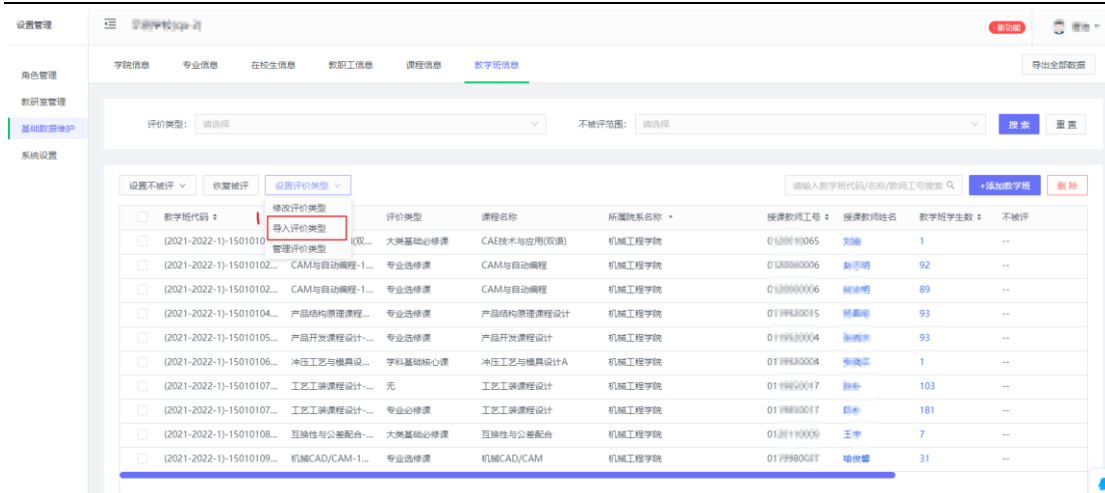 设置管理
新功能
学院信息 专业信息 在校生信息 教职工信息 课程信息 教学班信息 导出全部数据
角色管理
教研室管理
基础数据维护
系统设置
评价类型: 请选择 不被评范围: 请选择 搜索 重置
设置不被评 恢复被评 设置评价类型 请输入教学班代码/名称/教师工号搜索 +添加教学班 删除
修改评价类型
导入评价类型
管理评价类型
教学班代码 评价类型 课程名称 所属院系名称 授课教师工号 授课教师姓名 教学班学生数 不被评
(2021-2022-1)-1501010 (双... 大类基础必修课 CAE技术与应用(双语) 机械工程学院 1 --
(2021-2022-1)-15010102... CAM与自动编程-1... 专业选修课 CAM与自动编程 机械工程学院 92 --
(2021-2022-1)-15010102... CAM与自动编程-1... 专业选修课 CAM与自动编程 机械工程学院 89 --
(2021-2022-1)-15010104... 产品结构原理课程... 专业选修课 产品结构原理课程设计 机械工程学院 93 --
(2021-2022-1)-15010105... 产品开发课程设计-... 专业选修课 产品开发课程设计 机械工程学院 93 --
(2021-2022-1)-15010106... 冲压工艺与模具设... 学科基础核心课 冲压工艺与模具设计A 机械工程学院 1 --
(2021-2022-1)-15010107... 工艺工装课程设计-... 无 工艺工装课程设计 机械工程学院 103 --
(2021-2022-1)-15010107... 工艺工装课程设计-... 专业必修课 工艺工装课程设计 机械工程学院 181 --
(2021-2022-1)-15010108... 互换性与公差配合-... 大类基础必修课 互换性与公差配合 机械工程学院 7 --
(2021-2022-1)-15010109... 机械CAD/CAM-1... 专业选修课 机械CAD/CAM 机械工程学院 31 --